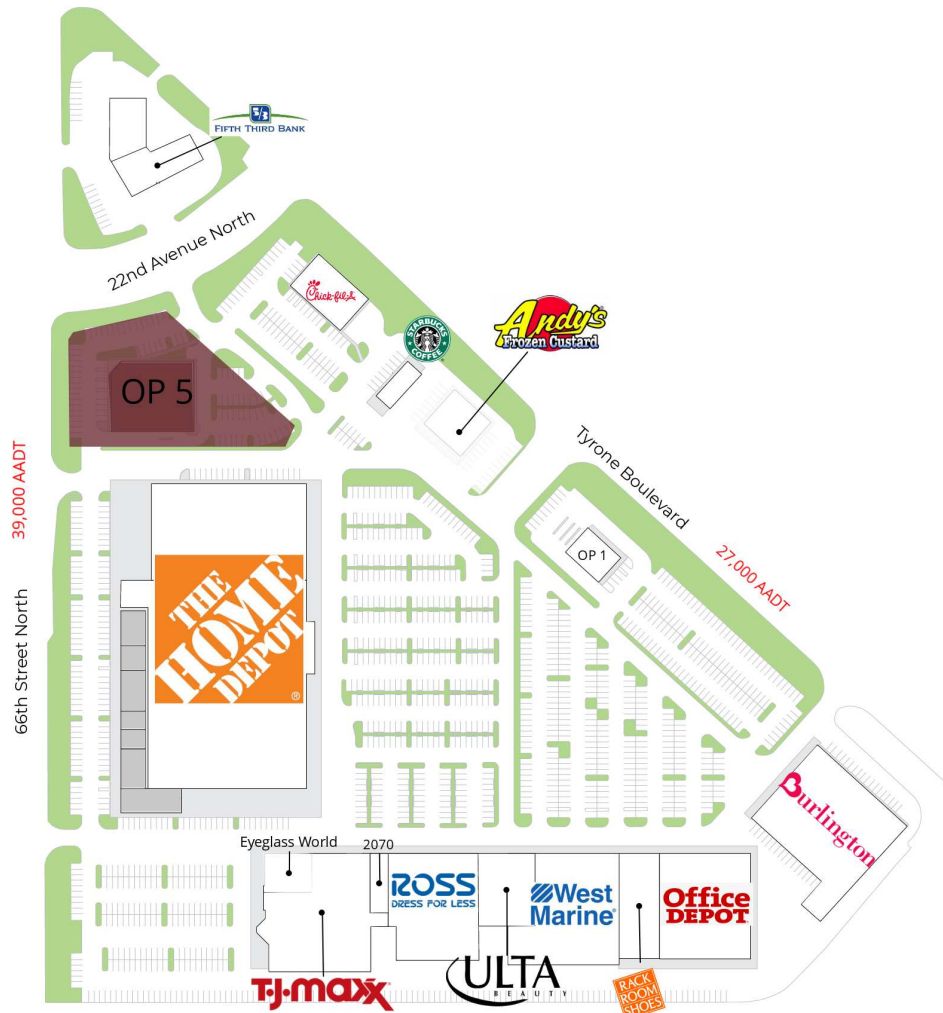 5/3
FIFTH THIRD BANK
22nd Avenue North
Chick-fil-A
STARBUCKS
COFFEE
Andy's
Frozen Custard
OP 5
Tyrone Boulevard
39,000 AADT
27,000 AADT
OP 1
66th Street North
THE
HOME
DEPOT
®
Burlington
Eyeglass World
2070
ROSS
DRESS FOR LESS
West
Marine®
Office
DEPOT
T·J·maxx
ULTA
BEAUTY
RACK
ROOM
SHOES